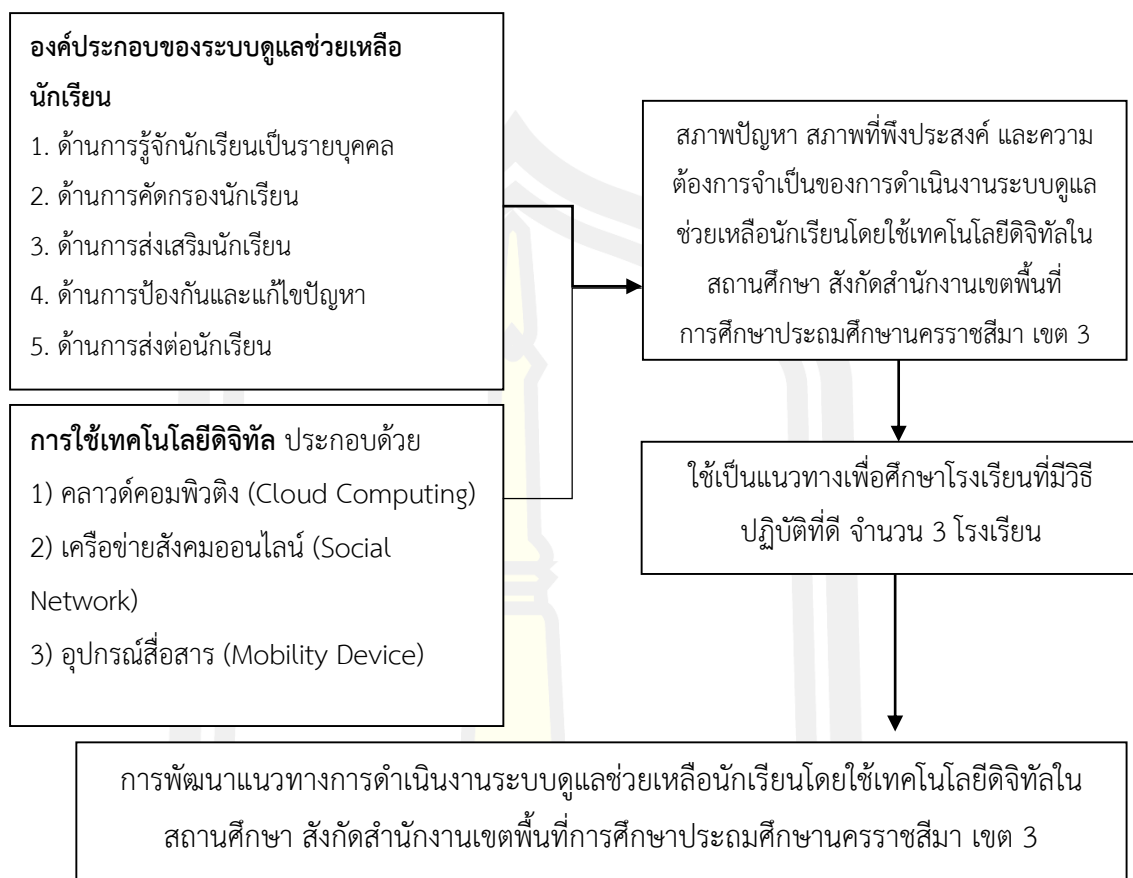 องค์ประกอบของระบบดูแลช่วยเหลือ
นักเรียน
1. ด้านการรู้จักนักเรียนเป็นรายบุคคล
2. ด้านการคัดกรองนักเรียน
3. ด้านการส่งเสริมนักเรียน
4. ด้านการป้องกันและแก้ไขปัญหา
5. ด้านการส่งต่อนักเรียน
การใช้เทคโนโลยีดิจิทัล ประกอบด้วย
1) คลาวด์คอมพิวติง (Cloud Computing)
2) เครือข่ายสังคมออนไลน์ (Social
Network)
3) อุปกรณ์สื่อสาร (Mobility Device)
สภาพปัญหา สภาพที่พึงประสงค์ และความ
ต้องการจำเป็นของการดำเนินงานระบบดูแล
ช่วยเหลือนักเรียนโดยใช้เทคโนโลยีดิจิทัลใน
สถานศึกษา สังกัดสำนักงานเขตพื้นที่
การศึกษาประถมศึกษานครราชสีมา เขต 3
ใช้เป็นแนวทางเพื่อศึกษาโรงเรียนที่มีวิธี
ปฏิบัติที่ดี จำนวน 3 โรงเรียน
การพัฒนาแนวทางการดำเนินงานระบบดูแลช่วยเหลือนักเรียนโดยใช้เทคโนโลยีดิจิทัลใน
สถานศึกษา สังกัดสำนักงานเขตพื้นที่การศึกษาประถมศึกษานครราชสีมา เขต 3